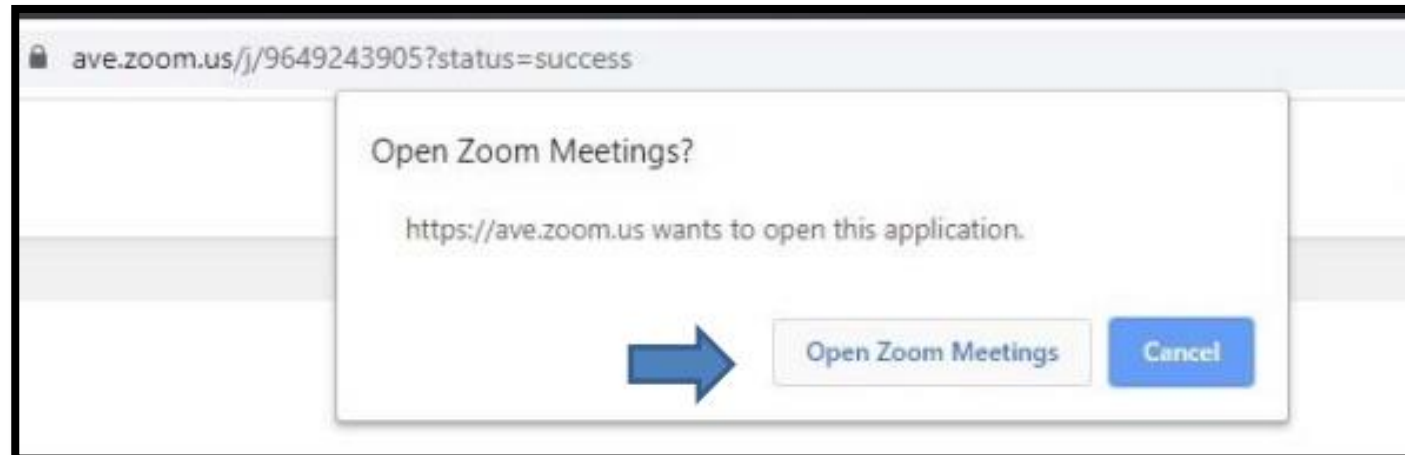 ave.zoom.us/j/9649243905?status=success
Open Zoom Meetings?
https://ave.zoom.us wants to open this application.
Open Zoom Meetings Cancel